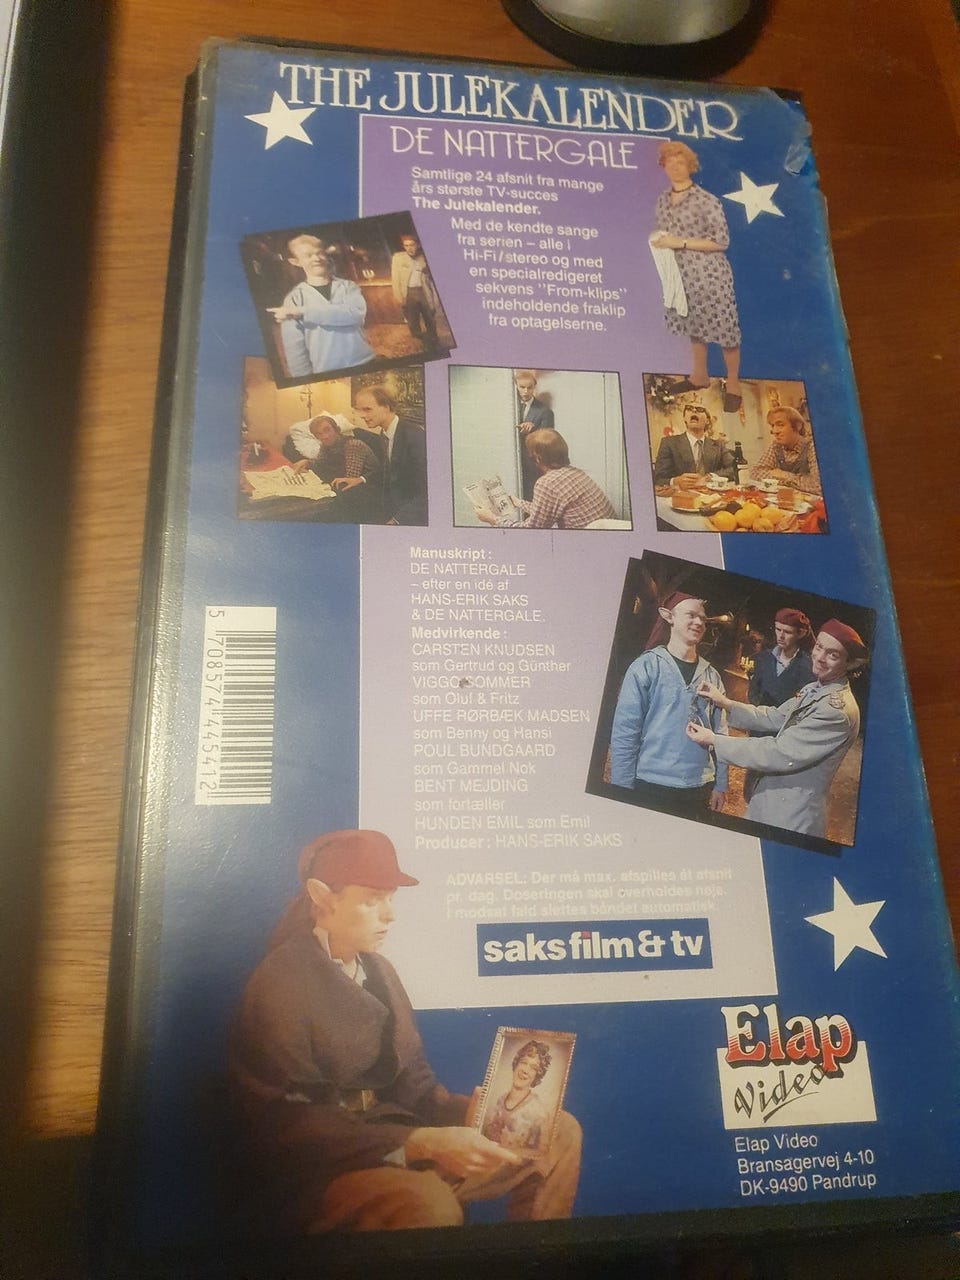 THE JULEKALENDER
DE NATTERGALE
Samtlige 24 afsnit fra mange
års største TV-succes
The Julekalender.
Med de kendte sange
fra serien – alle i
Hi-Fi/stereo og med
en specialredigeret
sekvens "From-klips"
indeholdende fraklip
fra optagelserne.
Manuskript:
DE NATTERGALE
– efter en idé af
HANS-ERIK SAKS
& DE NATTERGALE.
Medvirkende:
CARSTEN KNUDSEN
som Gertrud og Günther
VIGGO SOMMER
som Oluf & Fritz
UFFE RØRBÆK MADSEN
som Benny og Hansi
POUL BUNDGAARD
som Gammel Nok
BENT MEJDING
som fortæller
HUNDEN EMIL som Emil
Producer: HANS-ERIK SAKS
ADVARSEL: Der må max. afspilles ét afsnit
pr. dag. Doseringen skal overholdes nøje.
I modsat fald slettes båndet automatisk.
saks film & tv
5 708574 445412
Elap
Video
Elap Video
Bransagervej 4-10
DK-9490 Pandrup